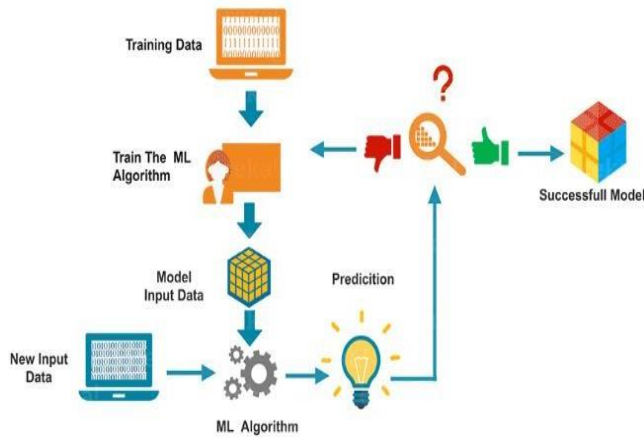 Training Data
?
Train The ML
Algorithm
Successfull Model
Model
Input Data
Predicition
New Input
Data
ML Algorithm